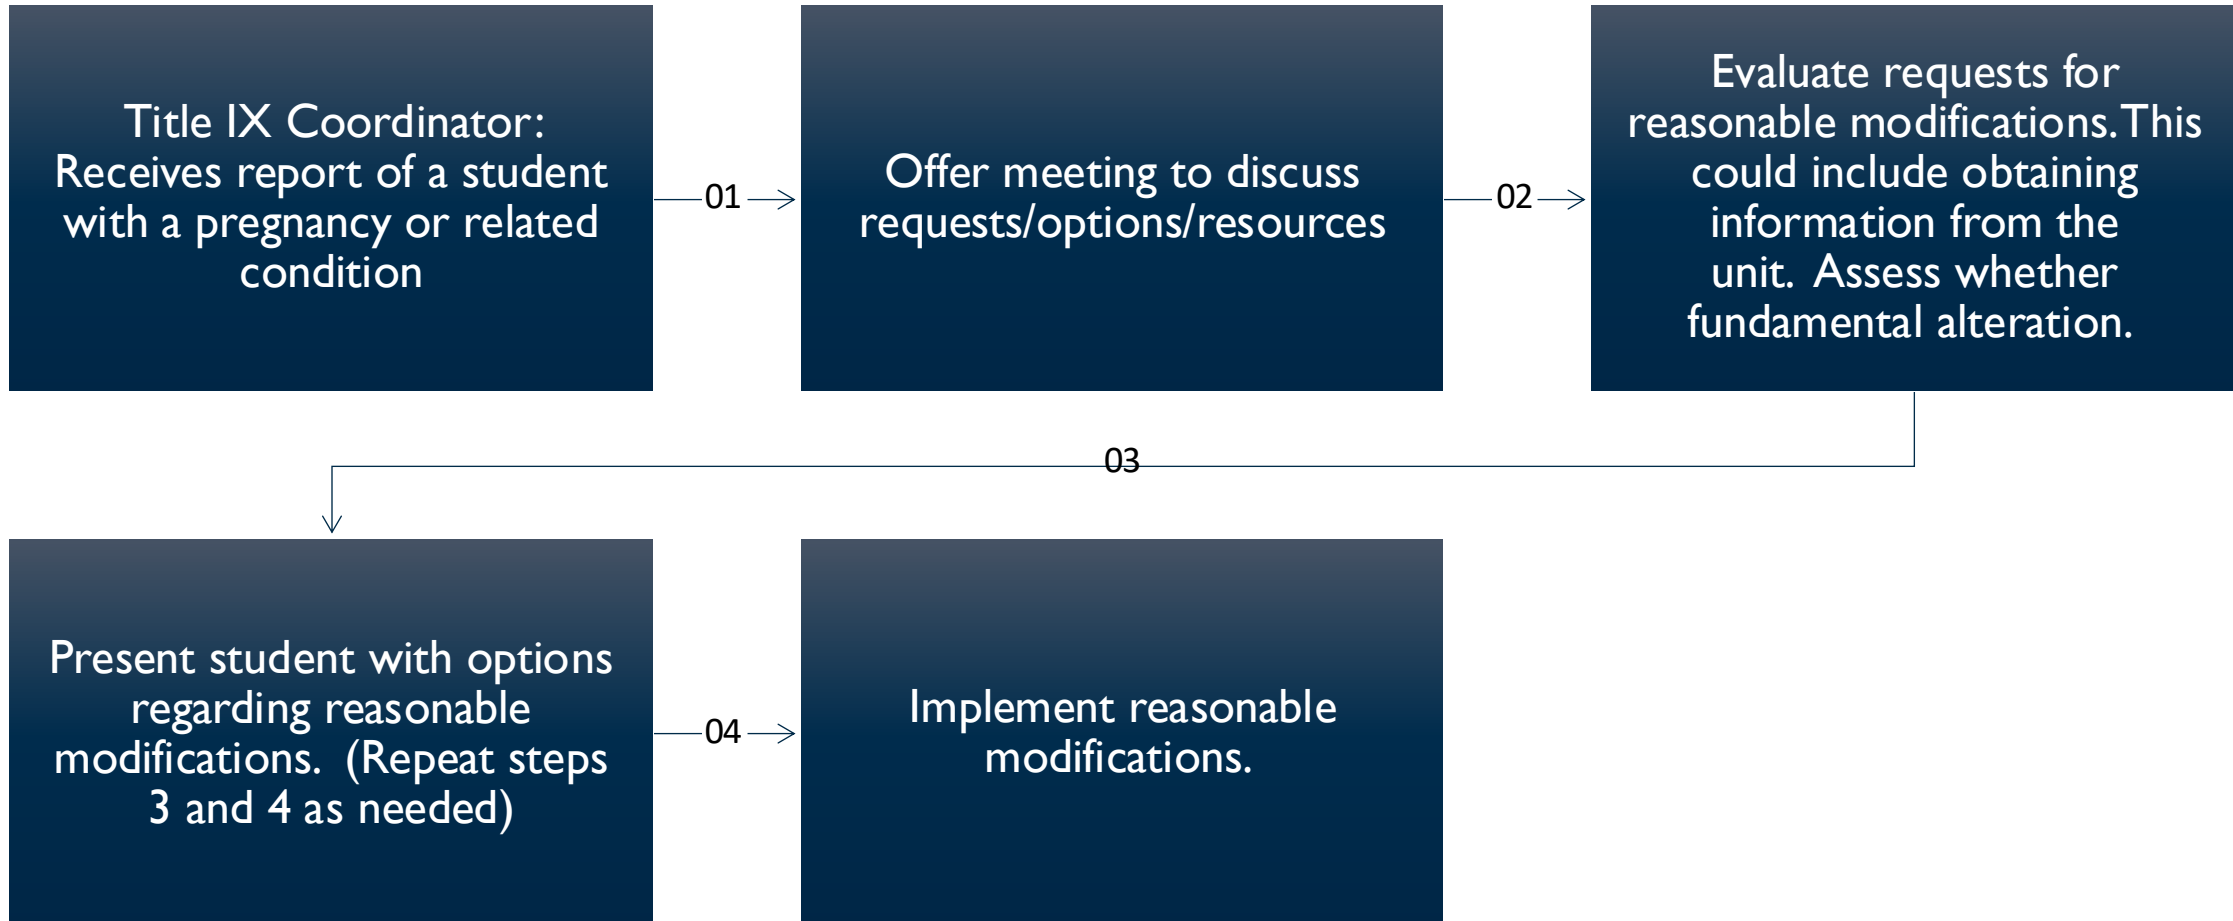 Title IX Coordinator:
Receives report of a student
with a pregnancy or related
condition
01
Offer meeting to discuss
requests/options/resources
02
Evaluate requests for
reasonable modifications. This
could include obtaining
information from the
unit. Assess whether
fundamental alteration.
03
Present student with options
regarding reasonable
modifications. (Repeat steps
3 and 4 as needed)
04
Implement reasonable
modifications.